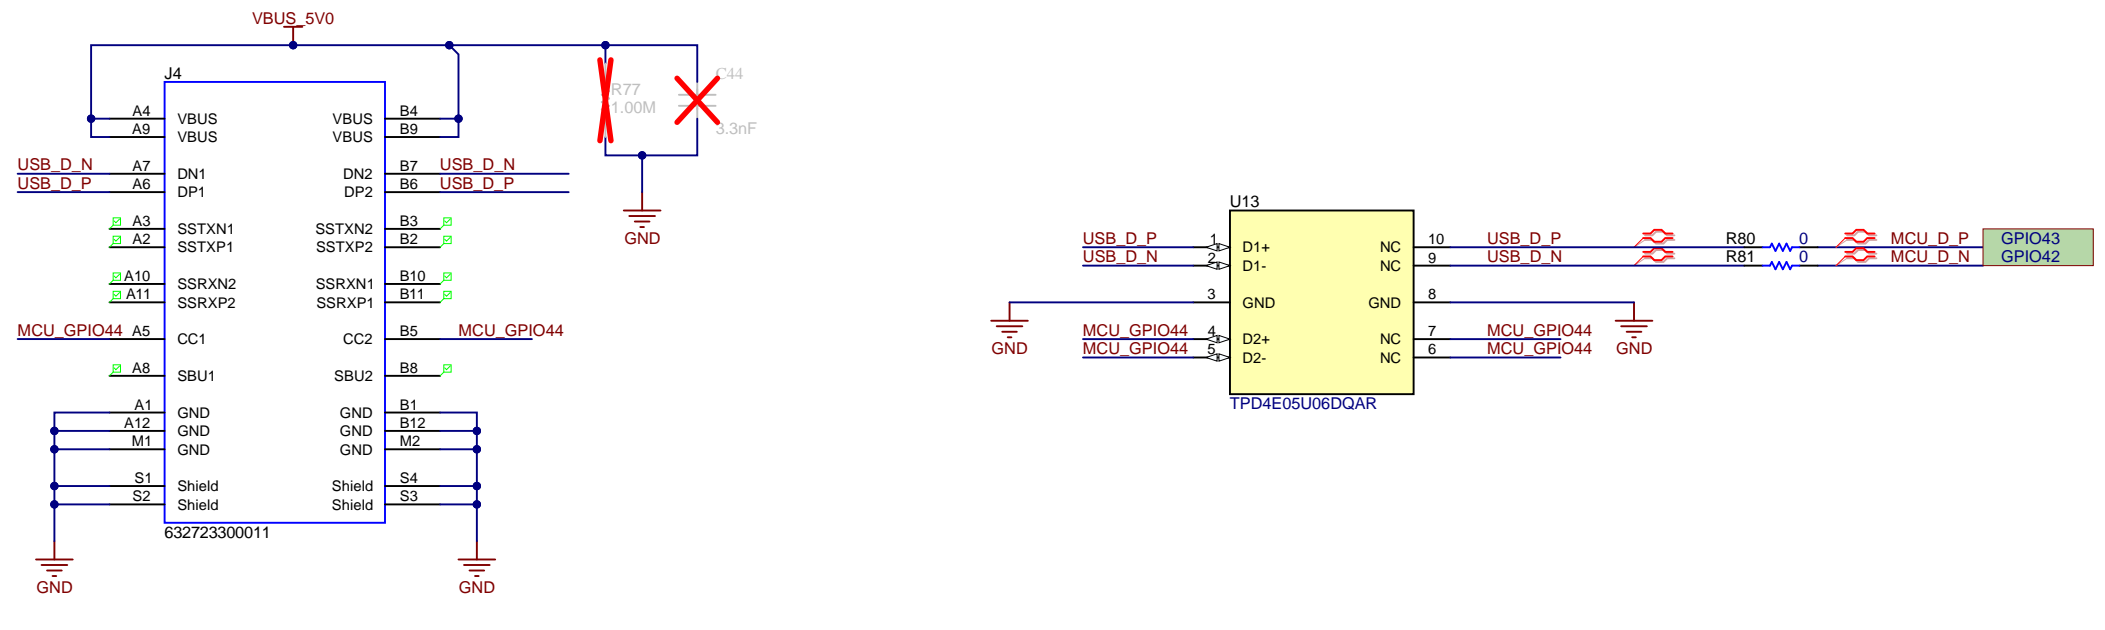 VBUS_5V0
J4
R77
1.00M
C44
3.3nF
A4 VBUS VBUS B4
A9 VBUS VBUS B9
USB_D_N A7 DN1 DN2 B7 USB_D_N
USB_D_P A6 DP1 DP2 B6 USB_D_P
A3 SSTXN1 SSTXN2 B3
A2 SSTXP1 SSTXP2 B2
A10 SSRXN2 SSRXN1 B10
A11 SSRXP2 SSRXP1 B11
MCU_GPIO44 A5 CC1 CC2 B5 MCU_GPIO44
A8 SBU1 SBU2 B8
A1 GND GND B1
A12 GND GND B12
M1 GND GND M2
S1 Shield Shield S4
S2 Shield Shield S3
632723300011
GND
GND
GND
U13
USB_D_P 1 D1+ NC 10 USB_D_P R80 0 MCU_D_P GPIO43
USB_D_N 2 D1- NC 9 USB_D_N R81 0 MCU_D_N GPIO42
3 GND GND 8
MCU_GPIO44 4 D2+ NC 7 MCU_GPIO44
MCU_GPIO44 5 D2- NC 6 MCU_GPIO44
GND
GND
TPD4E05U06DQAR